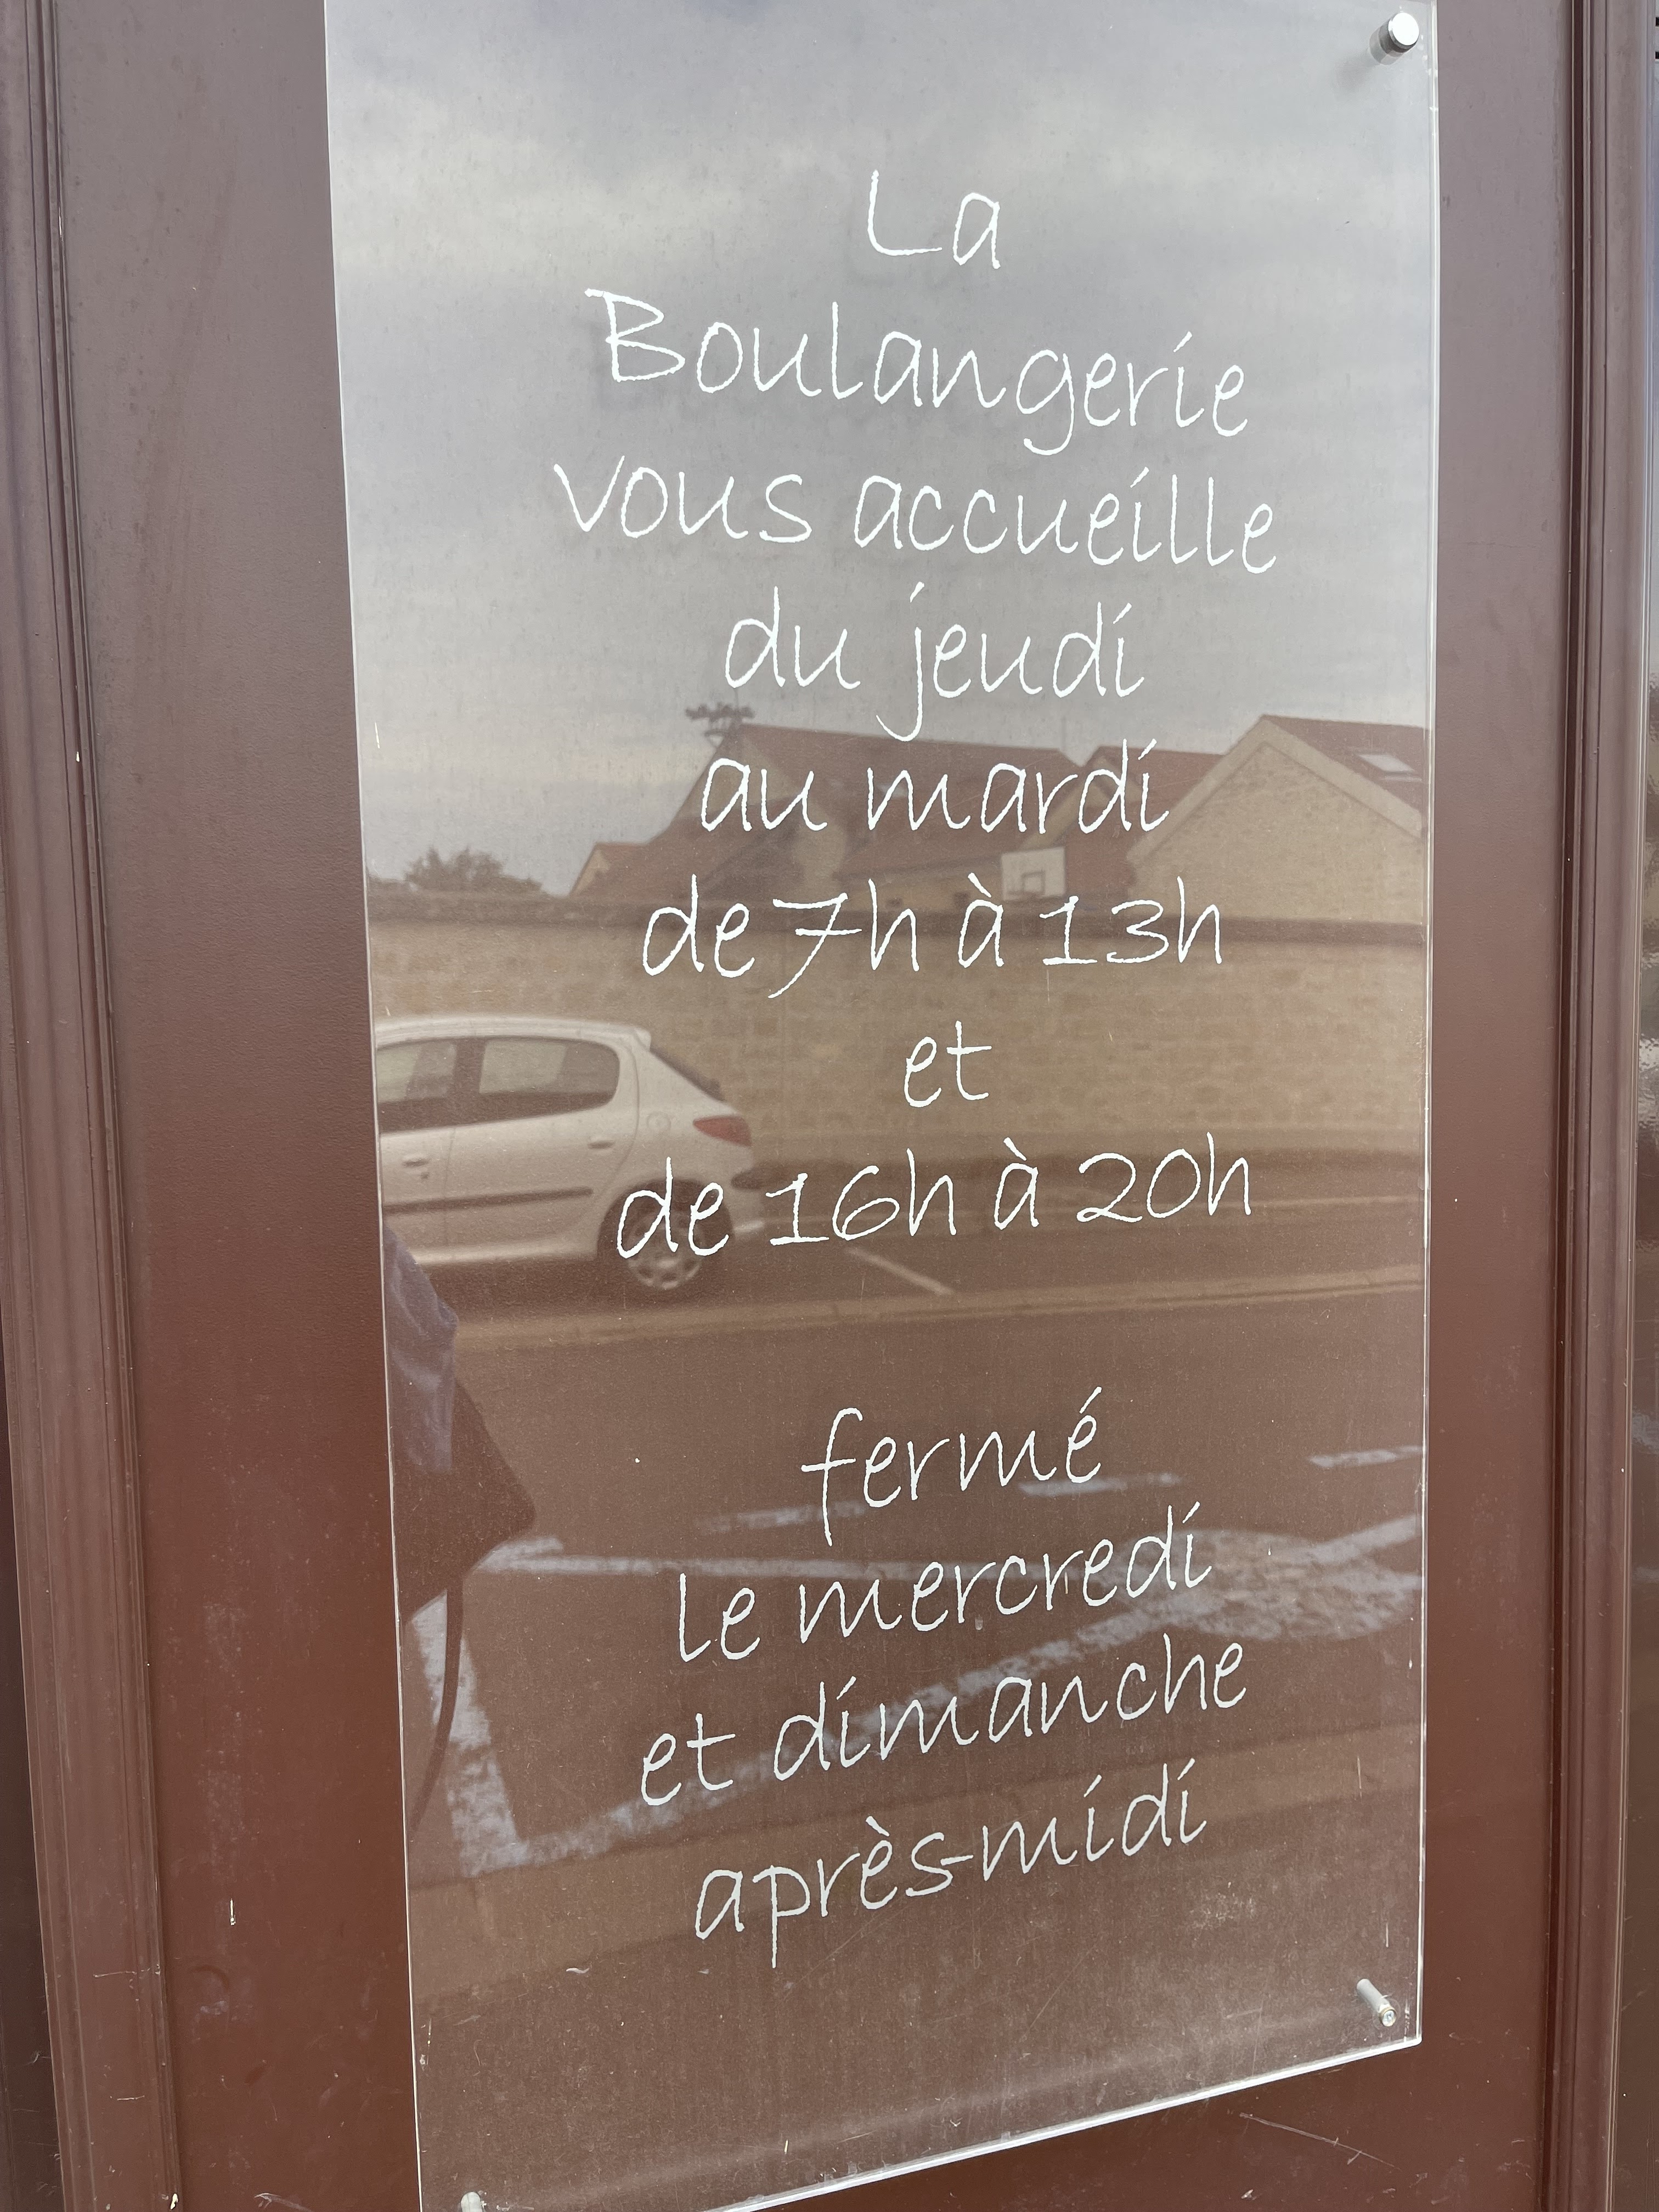 La
Boulangerie
vous accueille
du jeudi
au mardi
de 7h à 13h
et
de 16h à 20h
fermé
le mercredi
et dimanche
après-midi